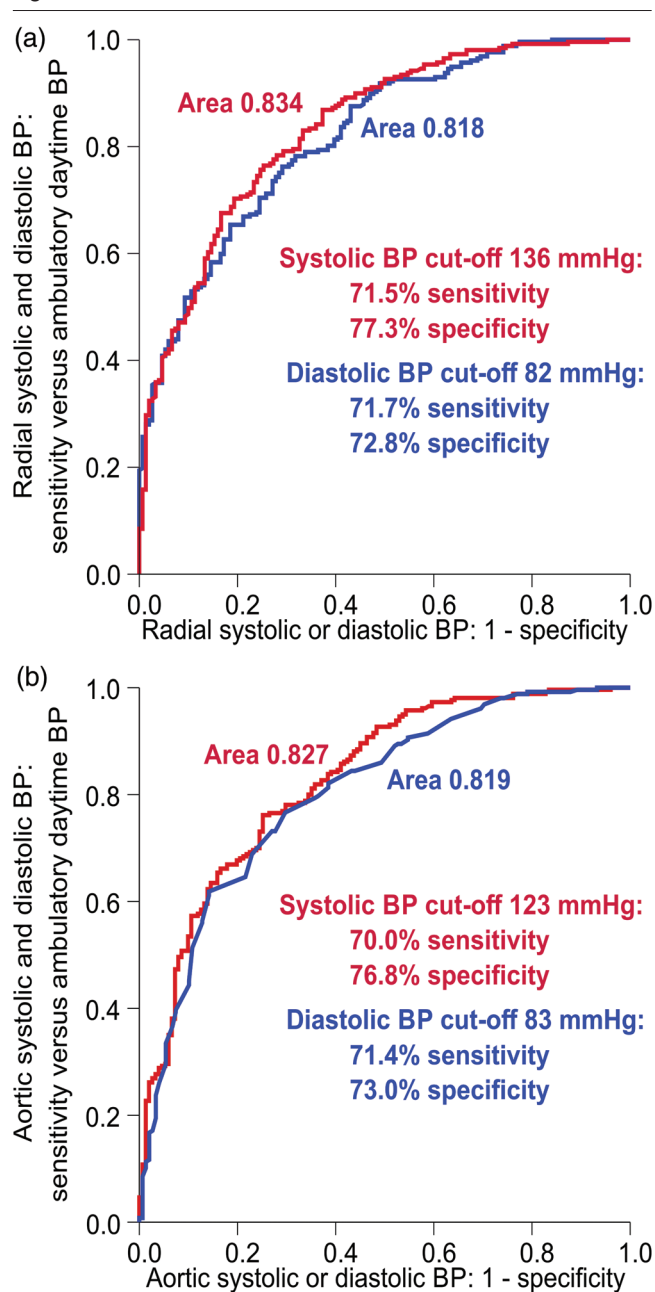 (a)
Radial systolic and diastolic BP:
sensitivity versus ambulatory daytime BP
1.0
0.8
0.6
0.4
0.2
0.0
Area 0.834
Area 0.818
Systolic BP cut-off 136 mmHg:
71.5% sensitivity
77.3% specificity
Diastolic BP cut-off 82 mmHg:
71.7% sensitivity
72.8% specificity
0.0 0.2 0.4 0.6 0.8 1.0
Radial systolic or diastolic BP: 1 - specificity
(b)
Aortic systolic and diastolic BP:
sensitivity versus ambulatory daytime BP
1.0
0.8
0.6
0.4
0.2
0.0
Area 0.827
Area 0.819
Systolic BP cut-off 123 mmHg:
70.0% sensitivity
76.8% specificity
Diastolic BP cut-off 83 mmHg:
71.4% sensitivity
73.0% specificity
0.0 0.2 0.4 0.6 0.8 1.0
Aortic systolic or diastolic BP: 1 - specificity